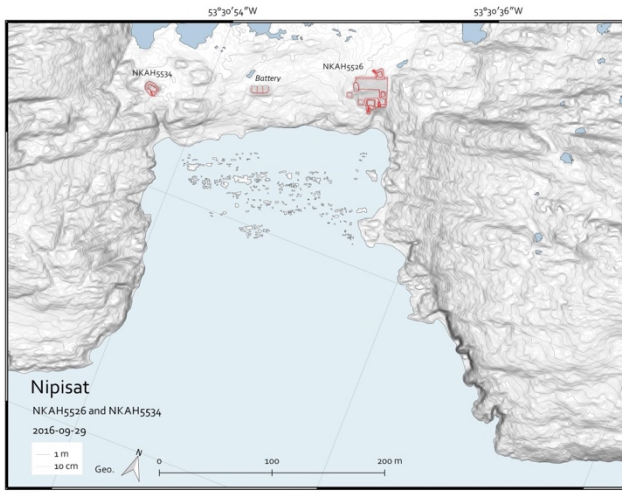 53°30'54"W
53°30'36"W
NKAH5526
NKAH5534
Battery
Nipisat
NKAH5526 and NKAH5534
2016-09-29
1 m
10 cm
Geo.
N
0 100 200 m